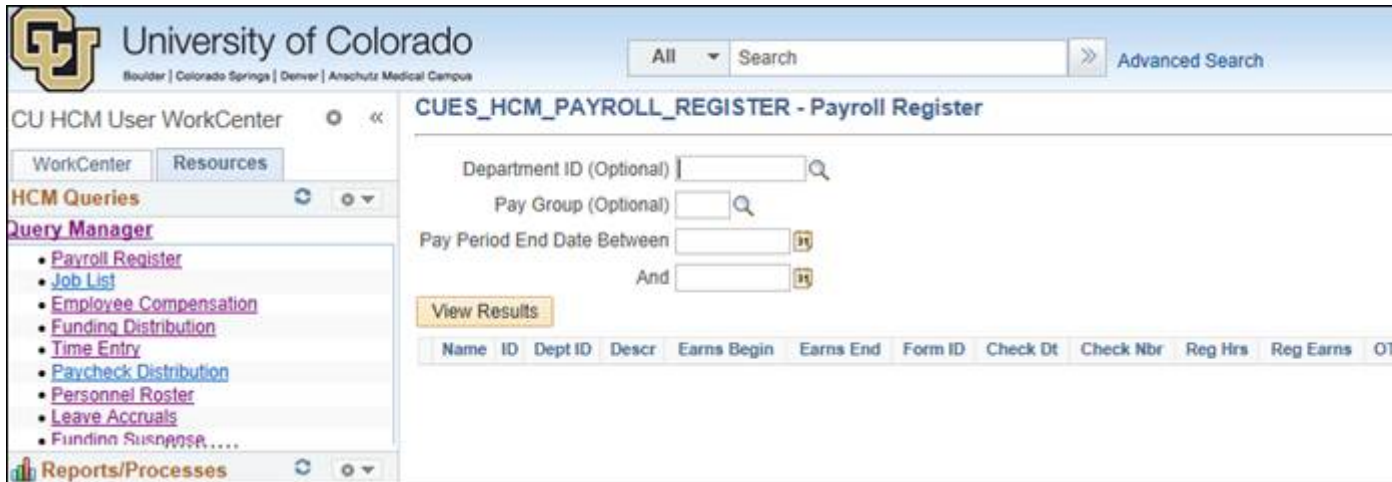 University of Colorado
Boulder | Colorado Springs | Denver | Anschutz Medical Campus
All Search Advanced Search
CU HCM User WorkCenter
WorkCenter Resources
HCM Queries
Query Manager
Payroll Register
Job List
Employee Compensation
Funding Distribution
Time Entry
Paycheck Distribution
Personnel Roster
Leave Accruals
Funding Suspense
Reports/Processes
CUES_HCM_PAYROLL_REGISTER - Payroll Register
Department ID (Optional)
Pay Group (Optional)
Pay Period End Date Between
And
View Results
Name ID Dept ID Descr Earns Begin Earns End Form ID Check Dt Check Nbr Reg Hrs Reg Earns OT